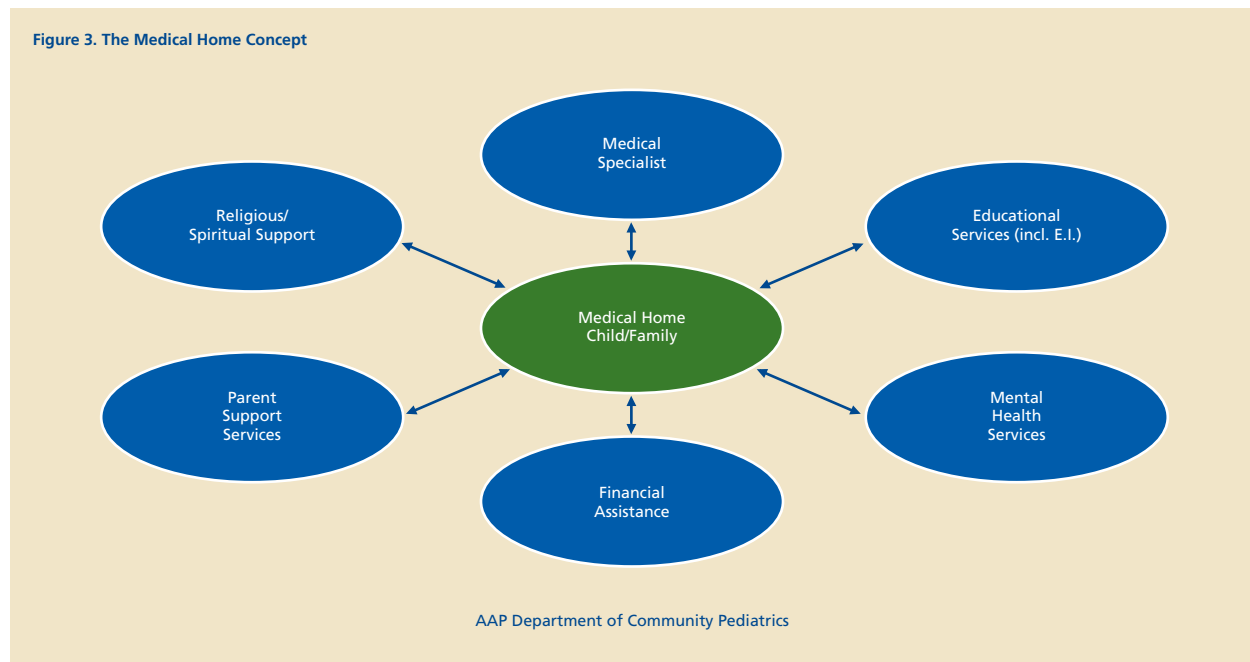 Figure 3. The Medical Home Concept
Medical
Specialist
Religious/
Spiritual Support
Educational
Services (incl. E.I.)
Medical Home
Child/Family
Parent
Support
Services
Mental
Health
Services
Financial
Assistance
AAP Department of Community Pediatrics